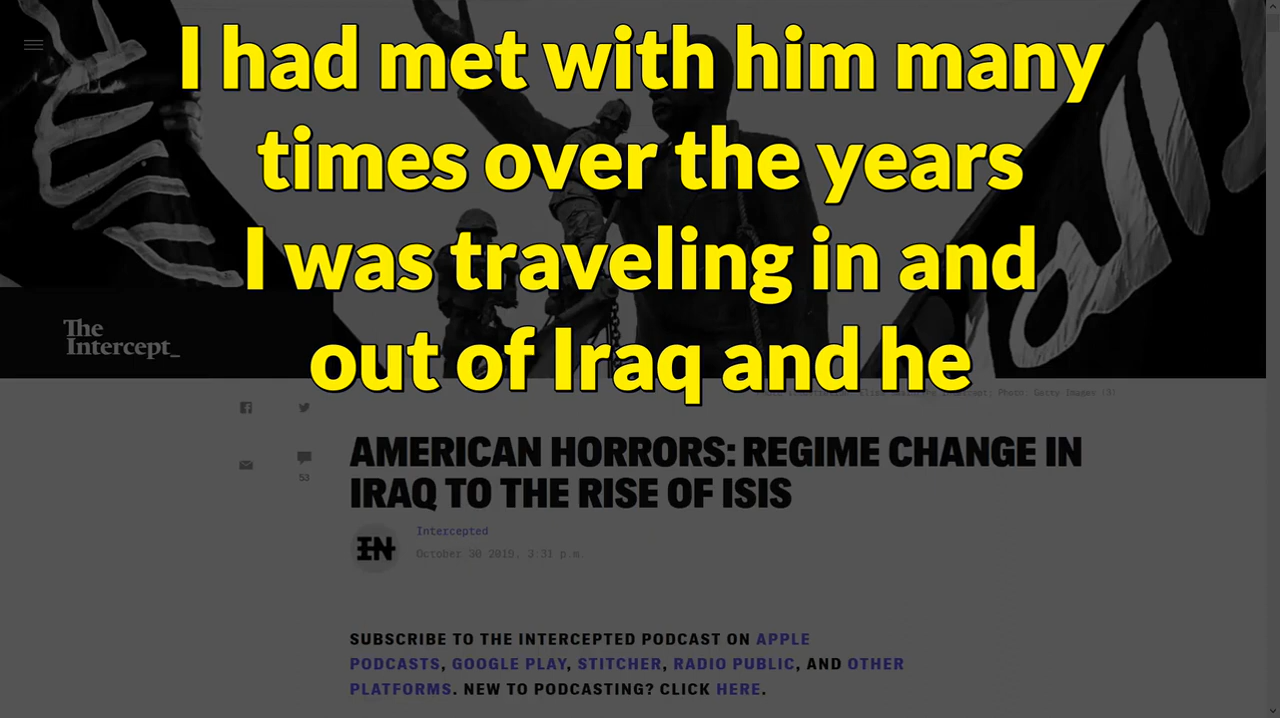 I had met with him many
times over the years
I was traveling in and
out of Iraq and he
The
Intercept_
53
AMERICAN HORRORS: REGIME CHANGE IN
IRAQ TO THE RISE OF ISIS
IN
Intercepted
October 30 2019, 3:31 p.m.
SUBSCRIBE TO THE INTERCEPTED PODCAST ON APPLE
PODCASTS, GOOGLE PLAY, STITCHER, RADIO PUBLIC, AND OTHER
PLATFORMS. NEW TO PODCASTING? CLICK HERE.